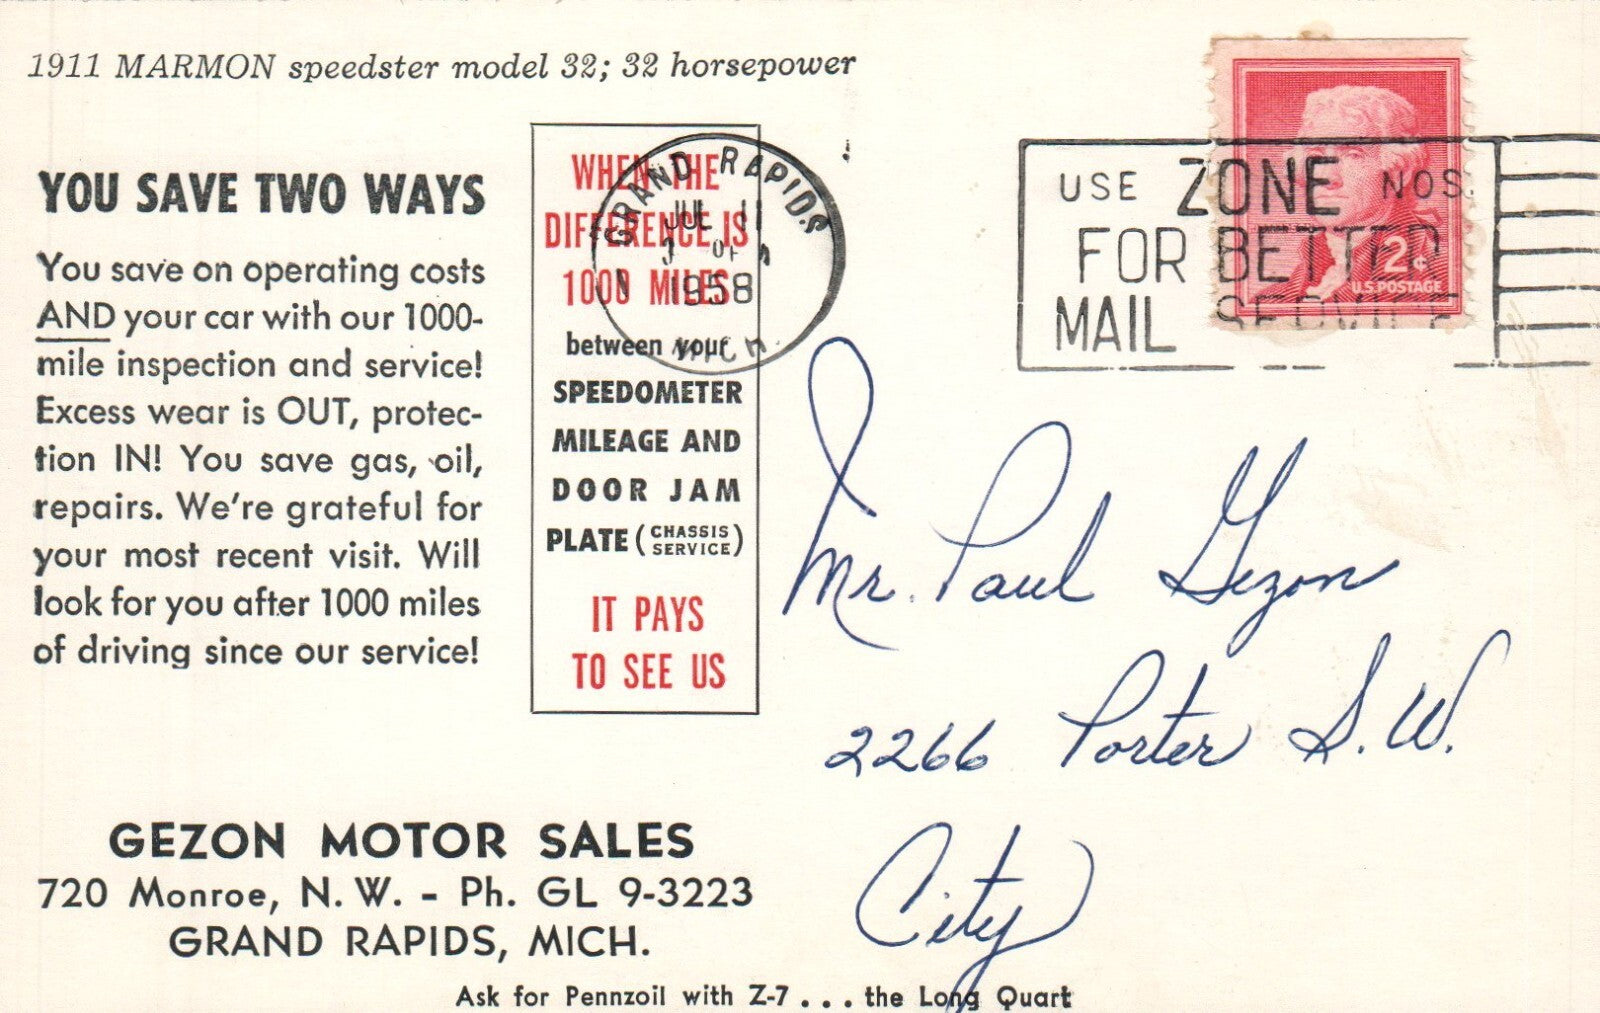 1911 MARMON speedster model 32; 32 horsepower
YOU SAVE TWO WAYS
You save on operating costs
AND your car with our 1000-
mile inspection and service!
Excess wear is OUT, protec-
tion IN! You save gas, oil,
repairs. We're grateful for
your most recent visit. Will
look for you after 1000 miles
of driving since our service!
WHEN THE
DIFFERENCE IS
1000 MILES
between your
SPEEDOMETER
MILEAGE AND
DOOR JAM
PLATE (CHASSIS
SERVICE)
IT PAYS
TO SEE US
GRAND RAPIDS
JUL 11
1958
MICH.
USE ZONE NOS.
FOR BETTER
MAIL SERVICE
2¢
U.S. POSTAGE
Mr. Paul Gezon
2266 Porter S.W.
City
GEZON MOTOR SALES
720 Monroe, N. W. - Ph. GL 9-3223
GRAND RAPIDS, MICH.
Ask for Pennzoil with Z-7 . . . the Long Quart